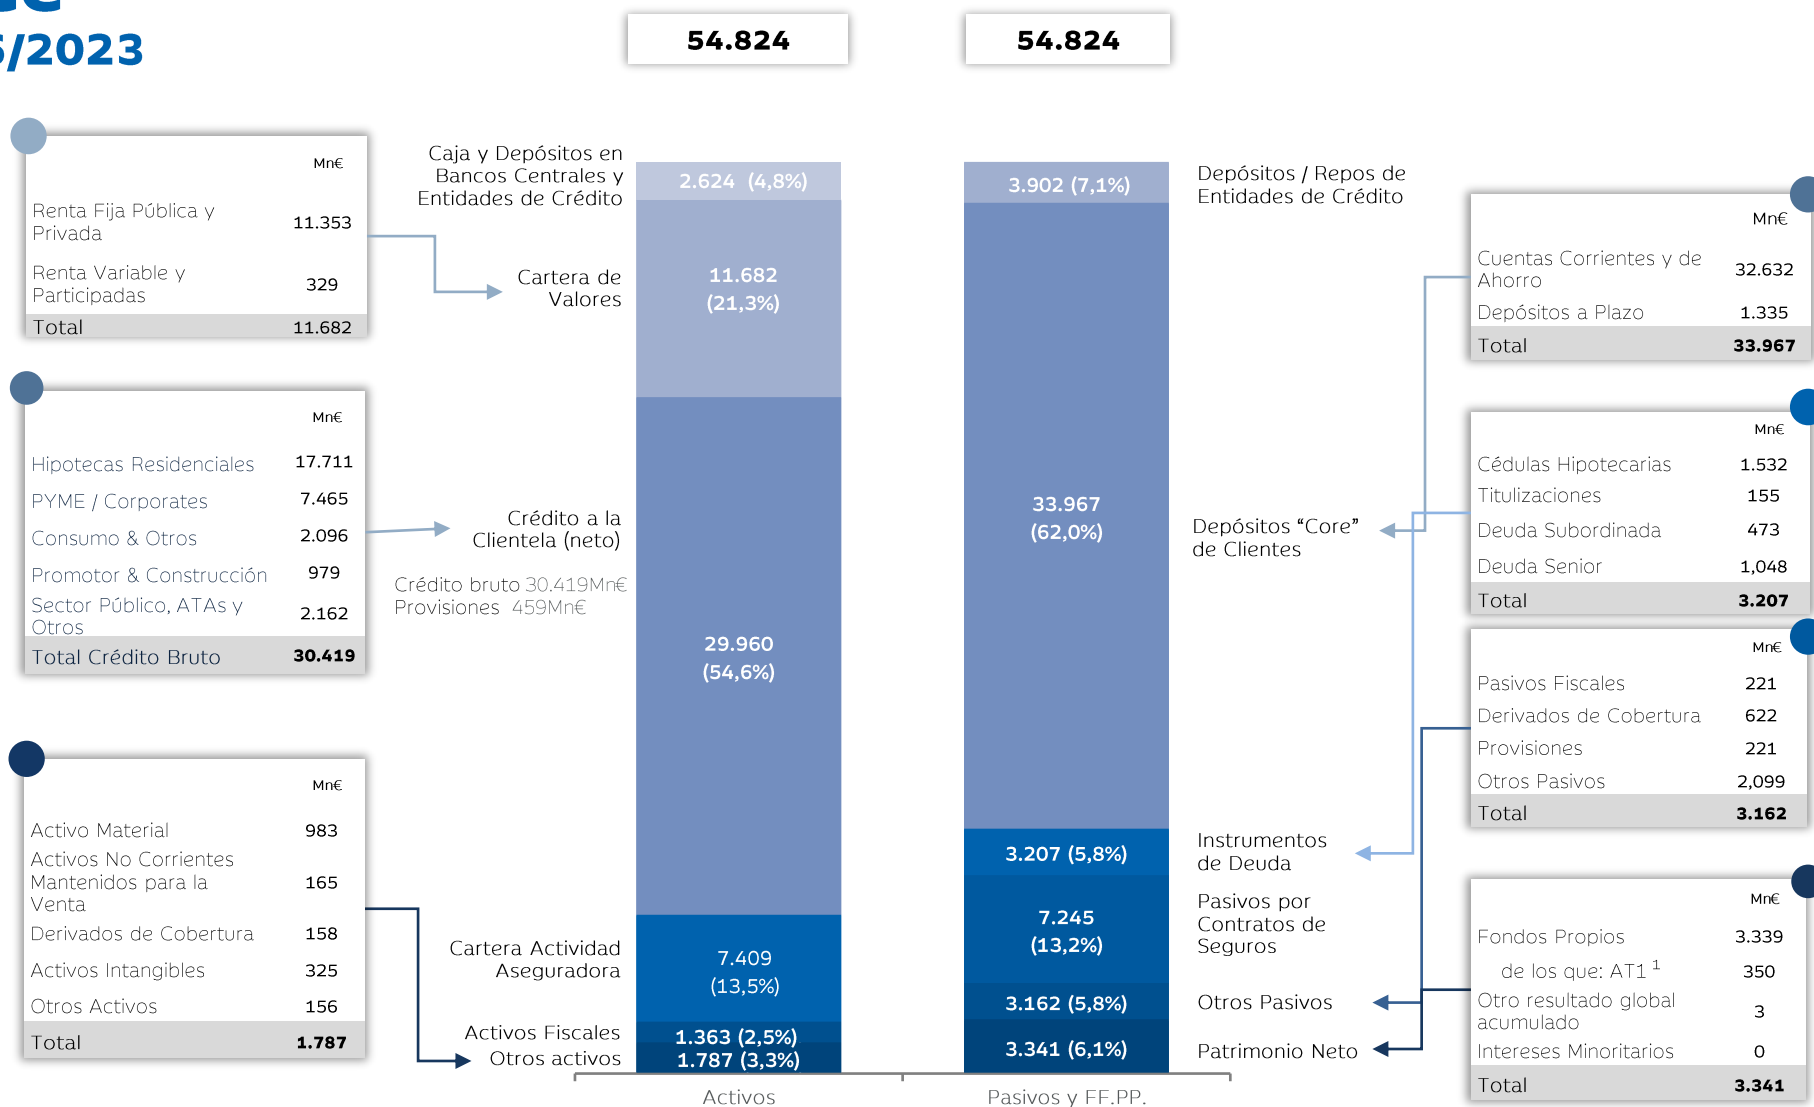 /2023
54.824
54.824
Mn€
Renta Fija Pública y
Privada
11.353
Renta Variable y
Participadas
329
Total 11.682
Mn€
Hipotecas Residenciales 17.711
PYME / Corporates 7.465
Consumo & Otros 2.096
Promotor & Construcción 979
Sector Público, ATAs y
Otros
2.162
Total Crédito Bruto 30.419
Mn€
Activo Material 983
Activos No Corrientes
Mantenidos para la
Venta
165
Derivados de Cobertura 158
Activos Intangibles 325
Otros Activos 156
Total 1.787
Caja y Depósitos en
Bancos Centrales y
Entidades de Crédito
Cartera de
Valores
Crédito a la
Clientela (neto)
Crédito bruto 30.419Mn€
Provisiones 459Mn€
Cartera Actividad
Aseguradora
Activos Fiscales
Otros activos
2.624 (4,8%)
11.682
(21,3%)
29.960
(54,6%)
7.409
(13,5%)
1.363 (2,5%)
1.787 (3,3%)
Activos
3.902 (7,1%)
33.967
(62,0%)
3.207 (5,8%)
7.245
(13,2%)
3.162 (5,8%)
3.341 (6,1%)
Pasivos y FF.PP.
Depósitos / Repos de
Entidades de Crédito
Depósitos “Core”
de Clientes
Instrumentos
de Deuda
Pasivos por
Contratos de
Seguros
Otros Pasivos
Patrimonio Neto
Mn€
Cuentas Corrientes y de
Ahorro
32.632
Depósitos a Plazo 1.335
Total 33.967
Mn€
Cédulas Hipotecarias 1.532
Titulizaciones 155
Deuda Subordinada 473
Deuda Senior 1,048
Total 3.207
Mn€
Pasivos Fiscales 221
Derivados de Cobertura 622
Provisiones 221
Otros Pasivos 2,099
Total 3.162
Mn€
Fondos Propios 3.339
de los que: AT1 1 350
Otro resultado global
acumulado
3
Intereses Minoritarios 0
Total 3.341